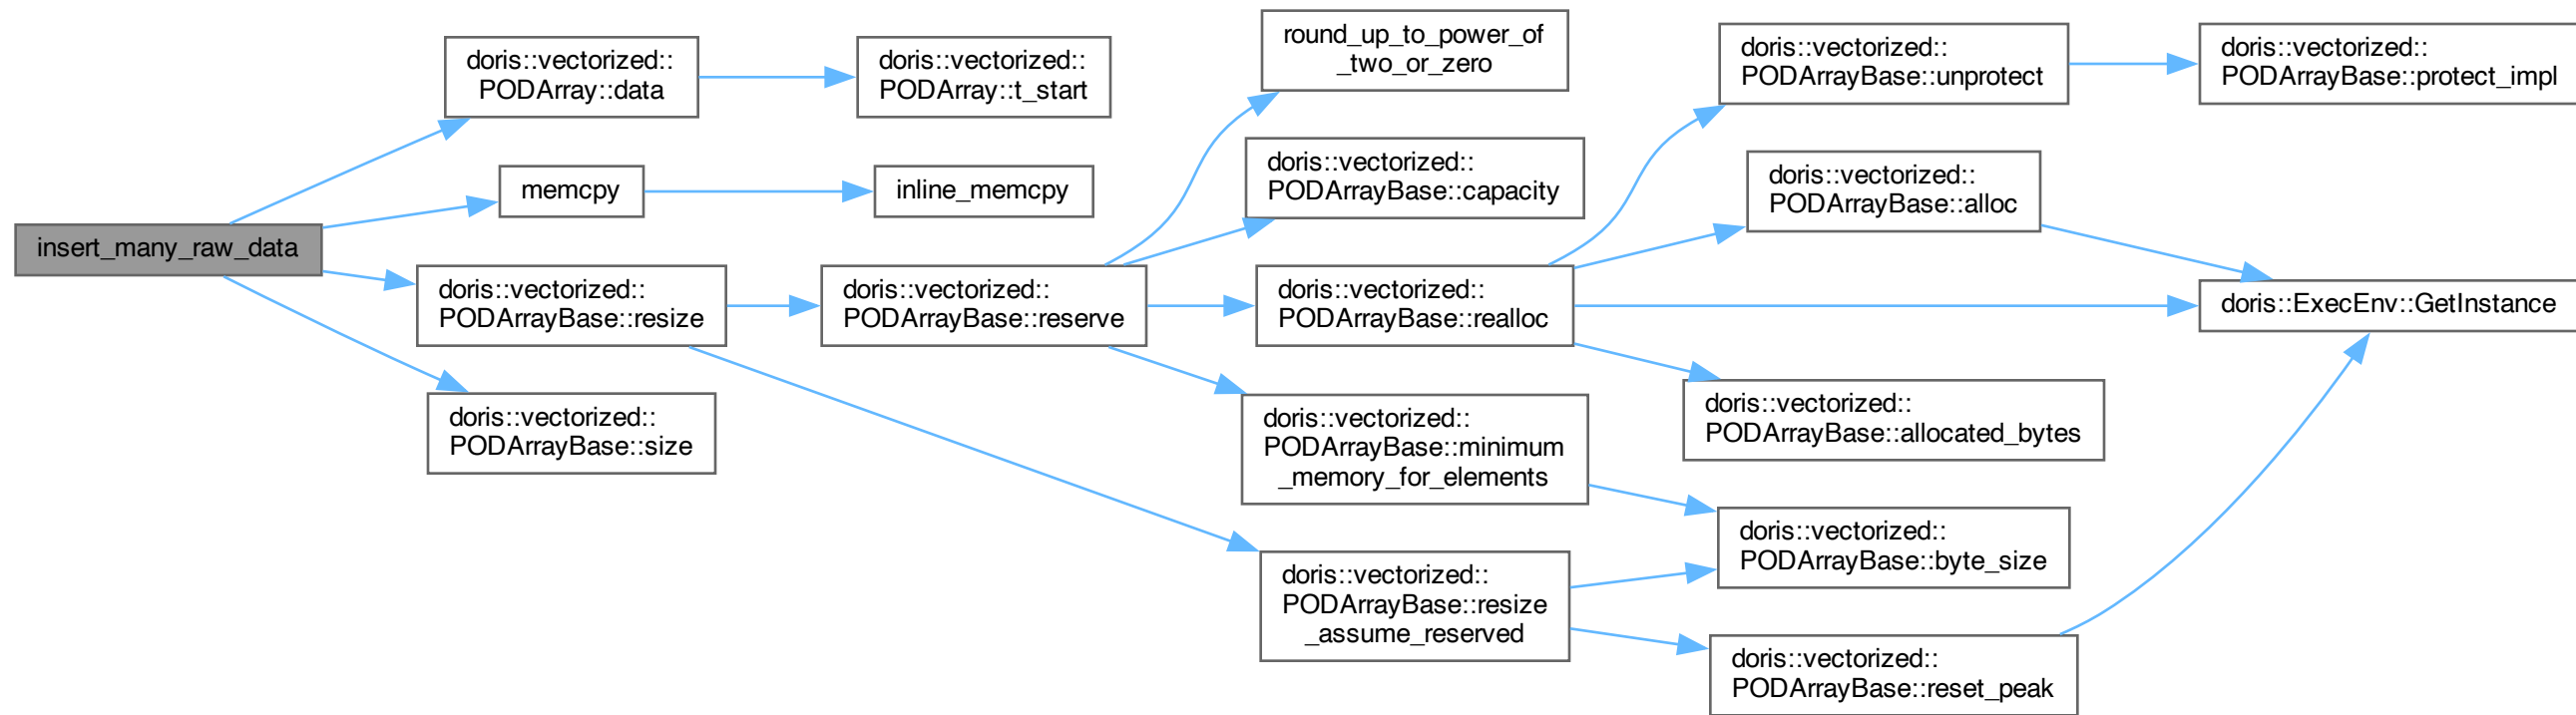 insert_many_raw_data
doris::vectorized::
PODArray::data
doris::vectorized::
PODArray::t_start
memcpy
inline_memcpy
doris::vectorized::
PODArrayBase::resize
doris::vectorized::
PODArrayBase::size
doris::vectorized::
PODArrayBase::reserve
round_up_to_power_of
_two_or_zero
doris::vectorized::
PODArrayBase::capacity
doris::vectorized::
PODArrayBase::realloc
doris::vectorized::
PODArrayBase::minimum
_memory_for_elements
doris::vectorized::
PODArrayBase::resize
_assume_reserved
doris::vectorized::
PODArrayBase::unprotect
doris::vectorized::
PODArrayBase::protect_impl
doris::vectorized::
PODArrayBase::alloc
doris::ExecEnv::GetInstance
doris::vectorized::
PODArrayBase::allocated_bytes
doris::vectorized::
PODArrayBase::byte_size
doris::vectorized::
PODArrayBase::reset_peak